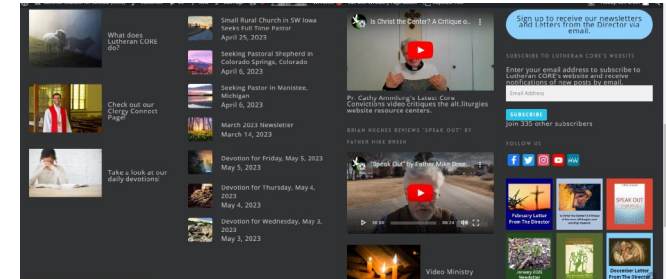 What does
Lutheran CORE
do?
Check out our
Clergy Connect
Page!
Take a look at our
daily devotions!
Small Rural Church in SW Iowa
Seeks Full Time Pastor
April 25, 2023
Seeking Pastoral Shepherd in
Colorado Springs, Colorado
April 6, 2023
Seeking Pastor in Manistee,
Michigan
April 6, 2023
March 2023 Newsletter
March 14, 2023
Devotion for Friday, May 5, 2023
May 5, 2023
Devotion for Thursday, May 4,
2023
May 4, 2023
Devotion for Wednesday, May 3,
2023
May 3, 2023
Is Christ the Center? A Critique o...
Pr. Cathy Ammlung's Latest Core
Convictions video critiques the alt.liturgies
website resource centers.
BRIAN HUGHES REVIEWS "SPEAK OUT" BY
FATHER MIKE BREEN
"Speak Out" by Father Mike Bree...
00:00
08:24
Video Ministry
Sign up to receive our newsletters
and Letters from the Director via
email.
SUBSCRIBE TO LUTHERAN CORE'S WEBSITE
Enter your email address to subscribe to
Lutheran CORE's website and receive
notifications of new posts by email.
Email Address
SUBSCRIBE
Join 335 other subscribers
FOLLOW US
February Letter
From The Director
SPEAK OUT
January 2023
Newsletter
December Letter
From The Director